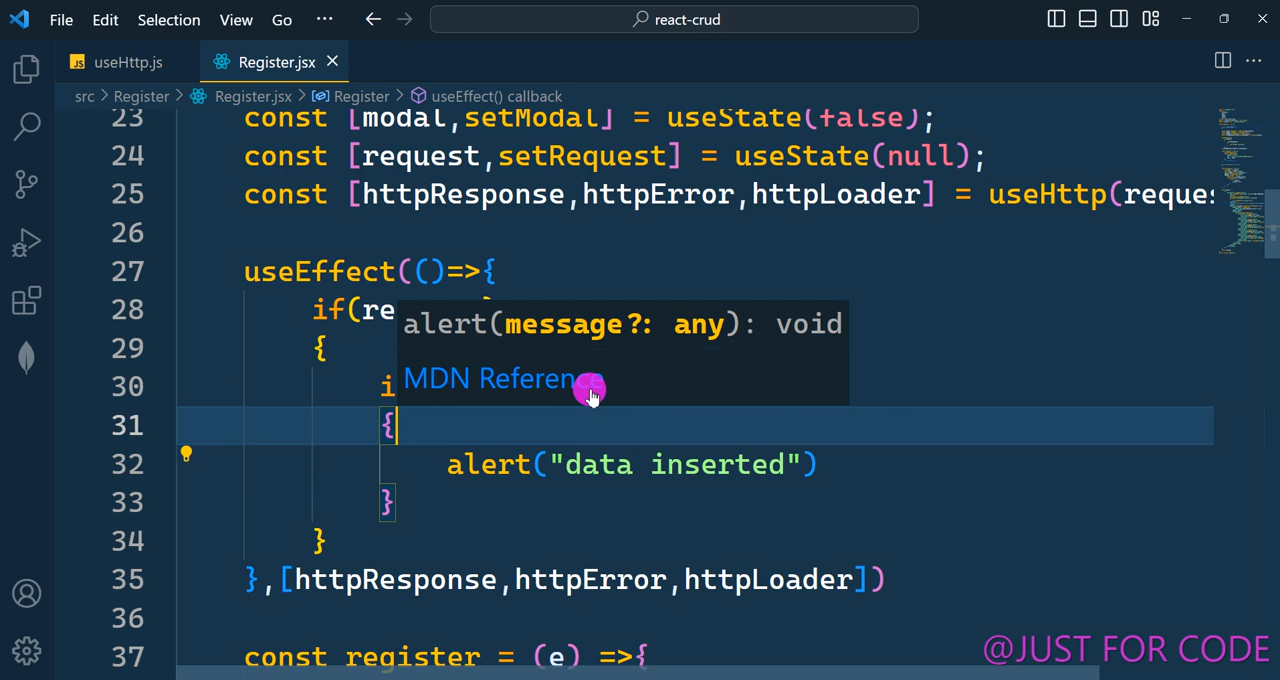 File Edit Selection View Go ··· react-crud
JS useHttp.js Register.jsx
src > Register > Register.jsx > Register > useEffect() callback
23 const [modal,setModal] = useState(false);
24 const [request,setRequest] = useState(null);
25 const [httpResponse,httpError,httpLoader] = useHttp(reques
26
27 useEffect(()=>{
28 if(re
alert(message?: any): void
29 {
MDN Reference
30 i
31 {
32 alert("data inserted")
33 }
34 }
35 },[httpResponse,httpError,httpLoader])
36
37 const register = (e) =>{
@JUST FOR CODE